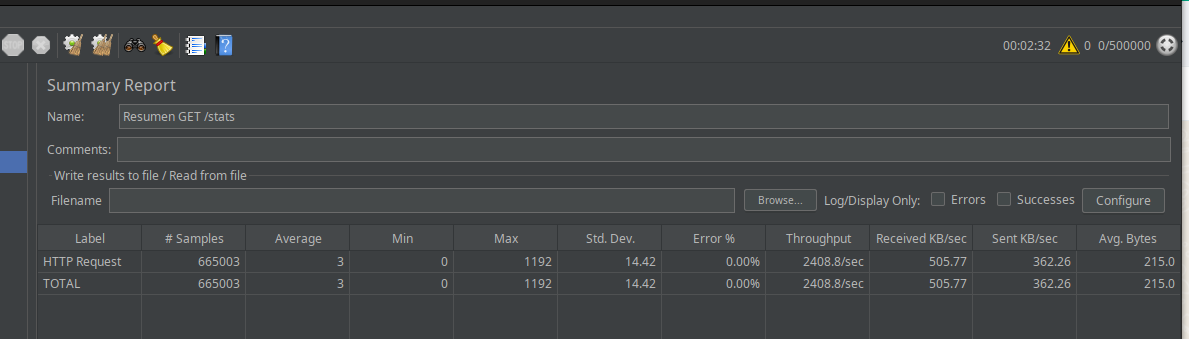 00:02:32 0 0/500000
Summary Report
Name: Resumen GET /stats
Comments:
Write results to file / Read from file
Filename Browse... Log/Display Only: Errors Successes Configure
Label # Samples Average Min Max Std. Dev. Error % Throughput Received KB/sec Sent KB/sec Avg. Bytes
HTTP Request 665003 3 0 1192 14.42 0.00% 2408.8/sec 505.77 362.26 215.0
TOTAL 665003 3 0 1192 14.42 0.00% 2408.8/sec 505.77 362.26 215.0